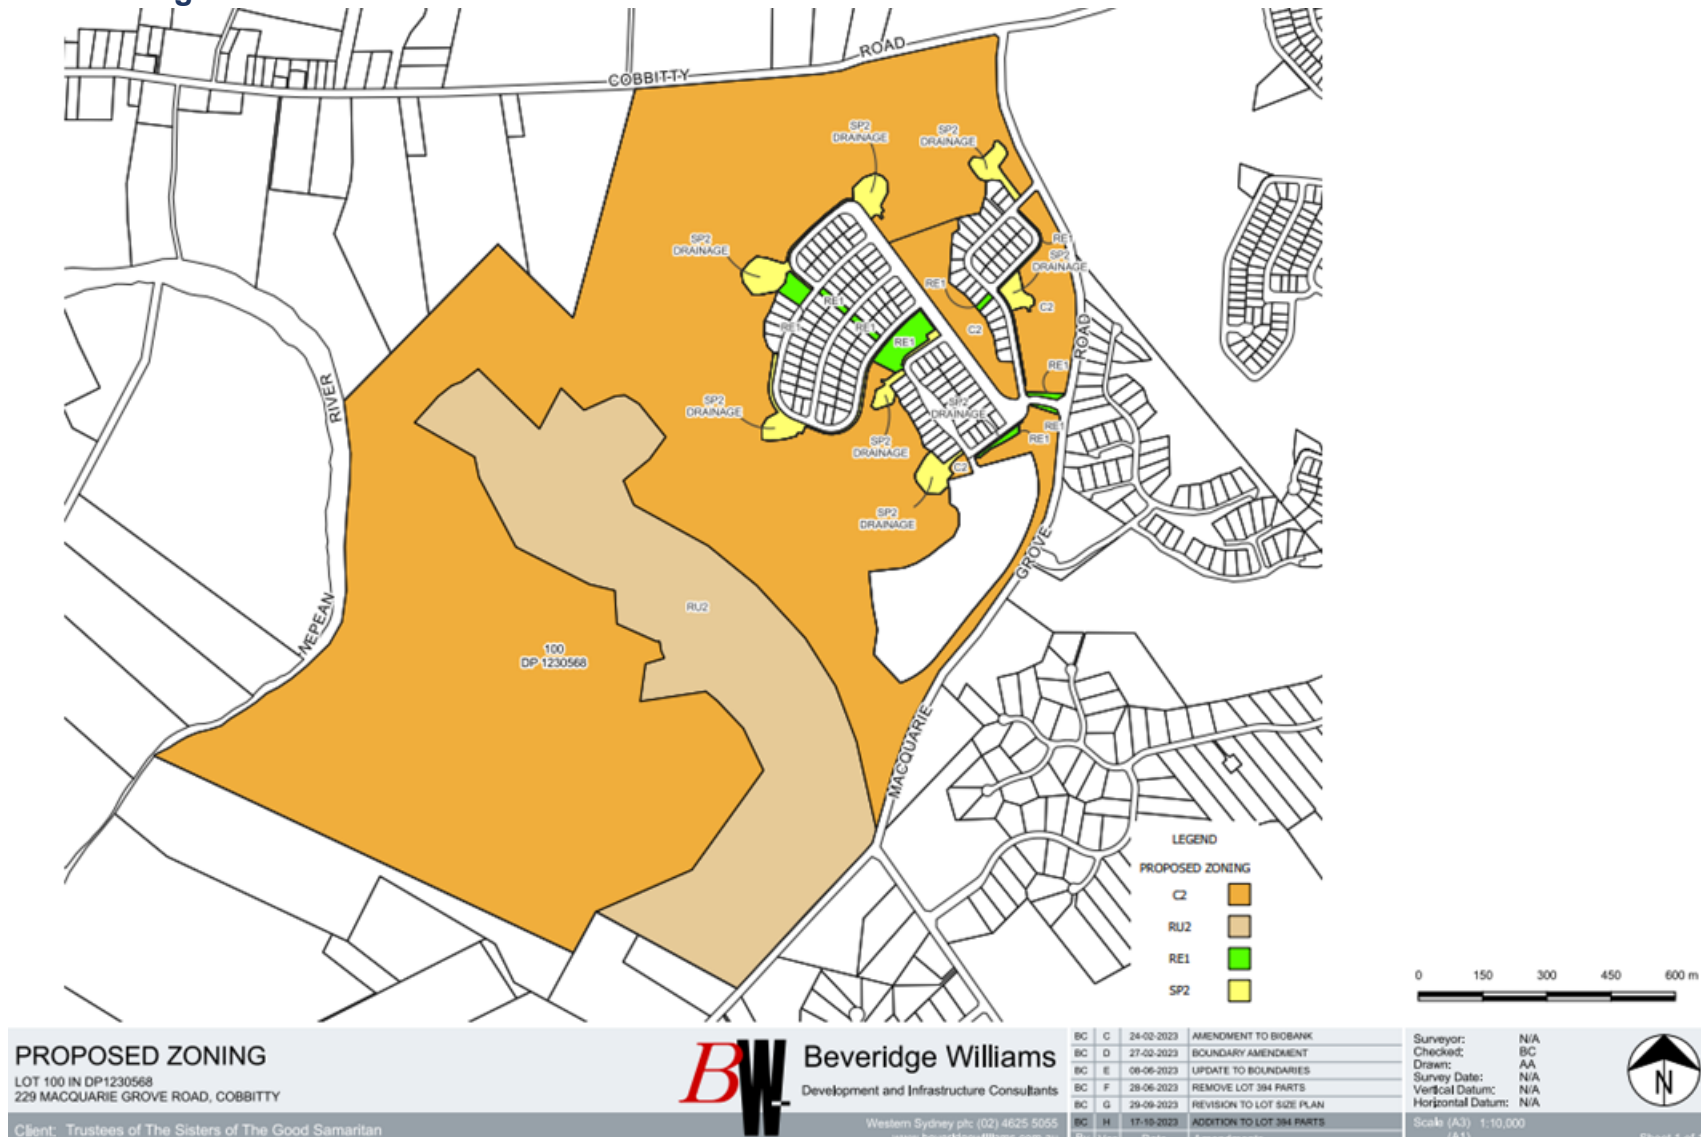 COBBITTY
ROAD
SP2
DRAINAGE
SP2
DRAINAGE
SP2
DRAINAGE
RE1
SP2
DRAINAGE
RE1
C2
RE1
RE1
RE1
RE1
C2
ROAD
RE1
SP2
DRAINAGE
SP2
DRAINAGE
RE1
RE1
SP2
DRAINAGE
C2
SP2
DRAINAGE
RIVER
NEPEAN
GROVE
MACQUARIE
RU2
100
DP 1230568
LEGEND
PROPOSED ZONING
C2
RU2
RE1
SP2
0 150 300 450 600 m
PROPOSED ZONING
LOT 100 IN DP1230568
229 MACQUARIE GROVE ROAD, COBBITTY
Client: Trustees of The Sisters of The Good Samaritan
BW
Beveridge Williams
Development and Infrastructure Consultants
Western Sydney ph: (02) 4625 5055
BC C 24-02-2023 AMENDMENT TO BIOBANK
BC D 27-02-2023 BOUNDARY AMENDMENT
BC E 08-06-2023 UPDATE TO BOUNDARIES
BC F 28-06-2023 REMOVE LOT 394 PARTS
BC G 29-09-2023 REVISION TO LOT SIZE PLAN
BC H 17-10-2023 ADDITION TO LOT 394 PARTS
Surveyor: N/A
Checked: BC
Drawn: AA
Survey Date: N/A
Vertical Datum: N/A
Horizontal Datum: N/A
Scale (A3) 1:10,000
N